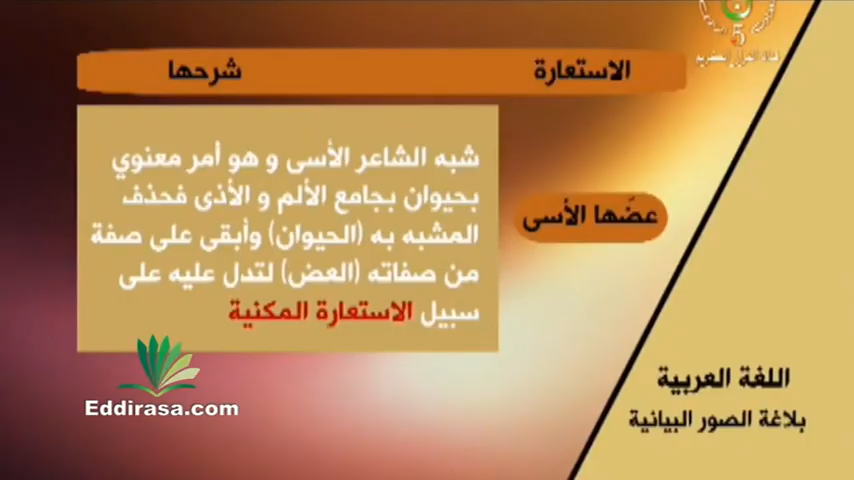 5
الاستعارة
شرحها
عضّها الأسى
شبه الشاعر الأسى و هو أمر معنوي
بحيوان بجامع الألم و الأذى فحذف
المشبه به (الحيوان) وأبقى على صفة
من صفاته (العض) لتدل عليه على
سبيل الاستعارة المكنية
اللغة العربية
بلاغة الصور البيانية
Eddirasa.com